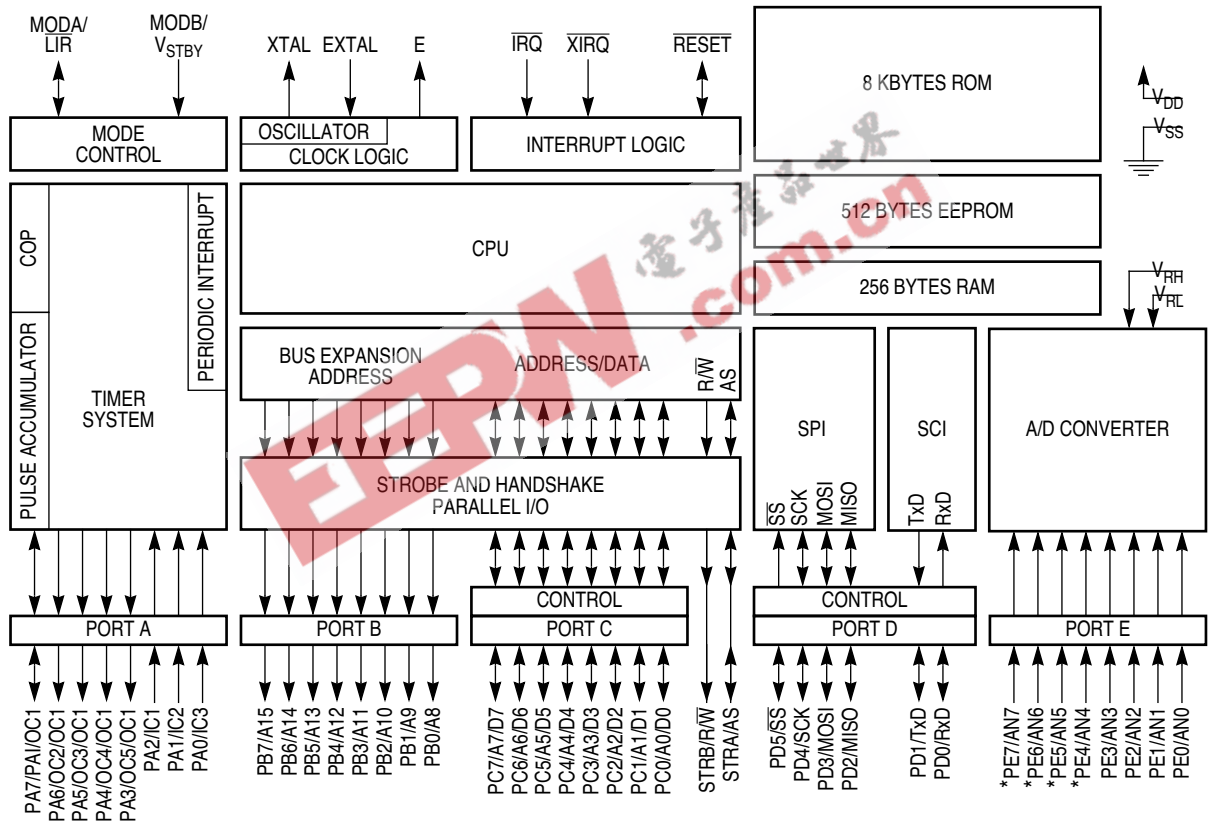 MODA/
LIR
MODB/
VSTBY
XTAL EXTAL E
IRQ XIRQ
RESET
8 KBYTES ROM
VDD
VSS
MODE
CONTROL
OSCILLATOR
CLOCK LOGIC
INTERRUPT LOGIC
COP
PERIODIC INTERRUPT
CPU
512 BYTES EEPROM
256 BYTES RAM
VRH
VRL
PULSE ACCUMULATOR
TIMER
SYSTEM
BUS EXPANSION
ADDRESS
ADDRESS/DATA
R/W
AS
SPI
SCI
A/D CONVERTER
STROBE AND HANDSHAKE
PARALLEL I/O
SS
SCK
MOSI
MISO
TxD
RxD
CONTROL
CONTROL
PORT A
PORT B
PORT C
PORT D
PORT E
PA7/PAI/OC1
PA6/OC2/OC1
PA5/OC3/OC1
PA4/OC4/OC1
PA3/OC5/OC1
PA2/IC1
PA1/IC2
PA0/IC3
PB7/A15
PB6/A14
PB5/A13
PB4/A12
PB3/A11
PB2/A10
PB1/A9
PB0/A8
PC7/A7/D7
PC6/A6/D6
PC5/A5/D5
PC4/A4/D4
PC3/A3/D3
PC2/A2/D2
PC1/A1/D1
PC0/A0/D0
STRB/R/W
STRA/AS
PD5/SS
PD4/SCK
PD3/MOSI
PD2/MISO
PD1/TxD
PD0/RxD
*PE7/AN7
*PE6/AN6
*PE5/AN5
*PE4/AN4
PE3/AN3
PE2/AN2
PE1/AN1
PE0/AN0
EEPW.com.cn
電子產品世界